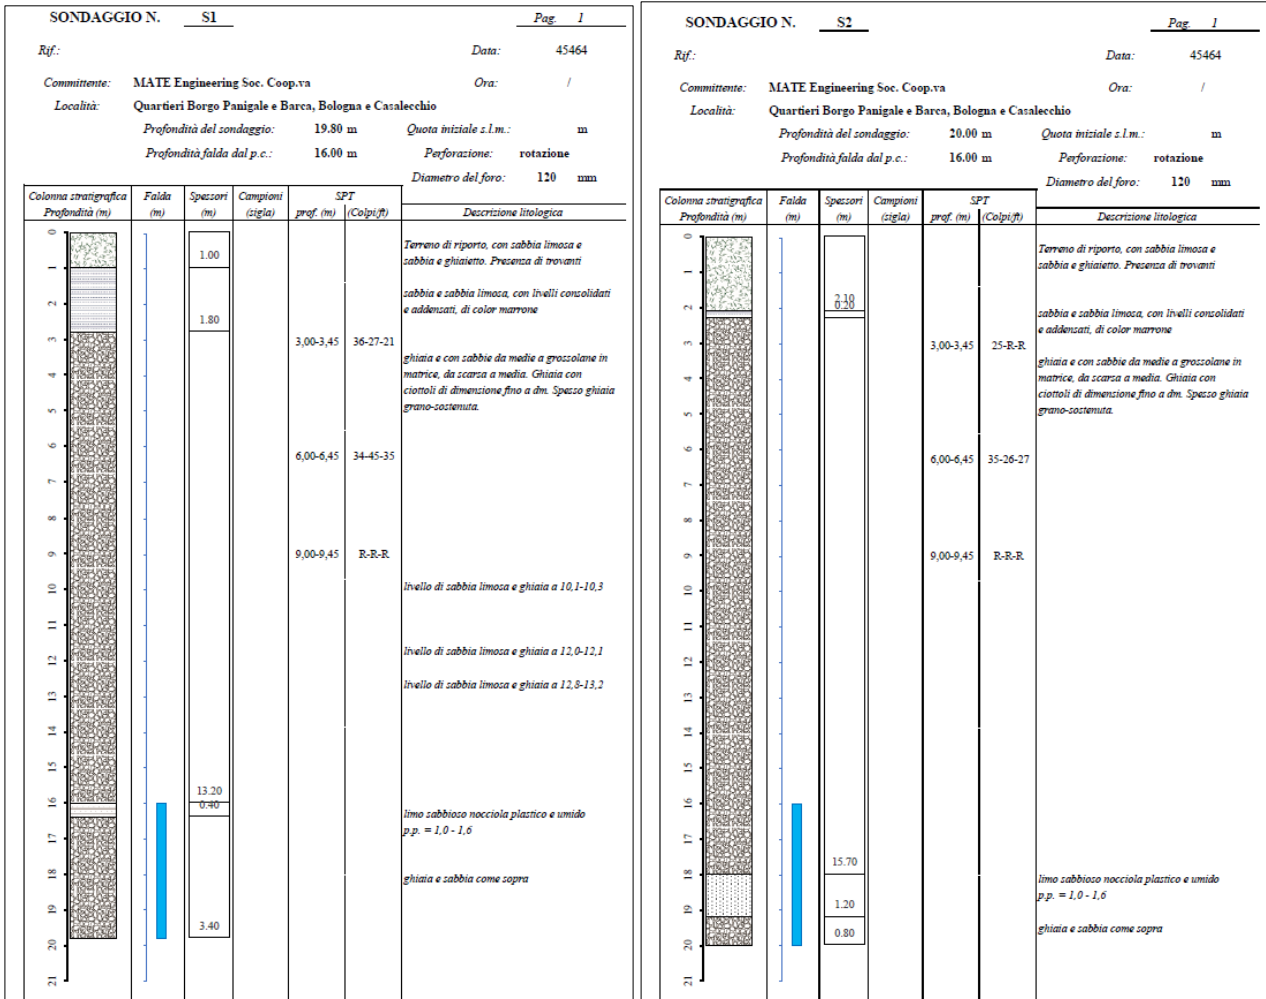 SONDAGGIO N. S1 Pag. 1
Rif.: Data: 45464
Committente: MATE Engineering Soc. Coop.va Ora: /
Località: Quartieri Borgo Panigale e Barca, Bologna e Casalecchio
Profondità del sondaggio: 19.80 m Quota iniziale s.l.m.: m
Profondità falda dal p.c.: 16.00 m Perforazione: rotazione
Diametro del foro: 120 mm
Colonna stratigrafica Falda Spessori Campioni SPT
Profondità (m) (m) (m) (sigla) prof. (m) (Colpi/ft) Descrizione litologica
0
Terreno di riporto, con sabbia limosa e
1.00
sabbia e ghiaietto. Presenza di trovanti
1
sabbia e sabbia limosa, con livelli consolidati
2
e addensati, di color marrone
1.80
3
3,00-3,45 36-27-21
ghiaia e con sabbie da medie a grossolane in
4
matrice, da scarsa a media. Ghiaia con
ciottoli di dimensione fino a dm. Spesso ghiaia
5
grano-sostenuta.
6
6,00-6,45 34-45-35
7
8
9
9,00-9,45 R-R-R
10
livello di sabbia limosa e ghiaia a 10,1-10,3
11
12
livello di sabbia limosa e ghiaia a 12,0-12,1
13
livello di sabbia limosa e ghiaia a 12,8-13,2
14
15
13.20
16
0.40
limo sabbioso nocciola plastico e umido
p.p. = 1,0 - 1,6
17
18
ghiaia e sabbia come sopra
19
3.40
20
21
SONDAGGIO N. S2 Pag. 1
Rif.: Data: 45464
Committente: MATE Engineering Soc. Coop.va Ora: /
Località: Quartieri Borgo Panigale e Barca, Bologna e Casalecchio
Profondità del sondaggio: 20.00 m Quota iniziale s.l.m.: m
Profondità falda dal p.c.: 16.00 m Perforazione: rotazione
Diametro del foro: 120 mm
Colonna stratigrafica Falda Spessori Campioni SPT
Profondità (m) (m) (m) (sigla) prof. (m) (Colpi/ft) Descrizione litologica
0
Terreno di riporto, con sabbia limosa e
sabbia e ghiaietto. Presenza di trovanti
1
2.10
2
0.20
sabbia e sabbia limosa, con livelli consolidati
e addensati, di color marrone
3
3,00-3,45 25-R-R
ghiaia e con sabbie da medie a grossolane in
matrice, da scarsa a media. Ghiaia con
4
ciottoli di dimensione fino a dm. Spesso ghiaia
grano-sostenuta.
5
6
6,00-6,45 35-26-27
7
8
9
9,00-9,45 R-R-R
10
11
12
13
14
15
16
17
15.70
18
limo sabbioso nocciola plastico e umido
p.p. = 1,0 - 1,6
1.20
19
ghiaia e sabbia come sopra
0.80
20
21